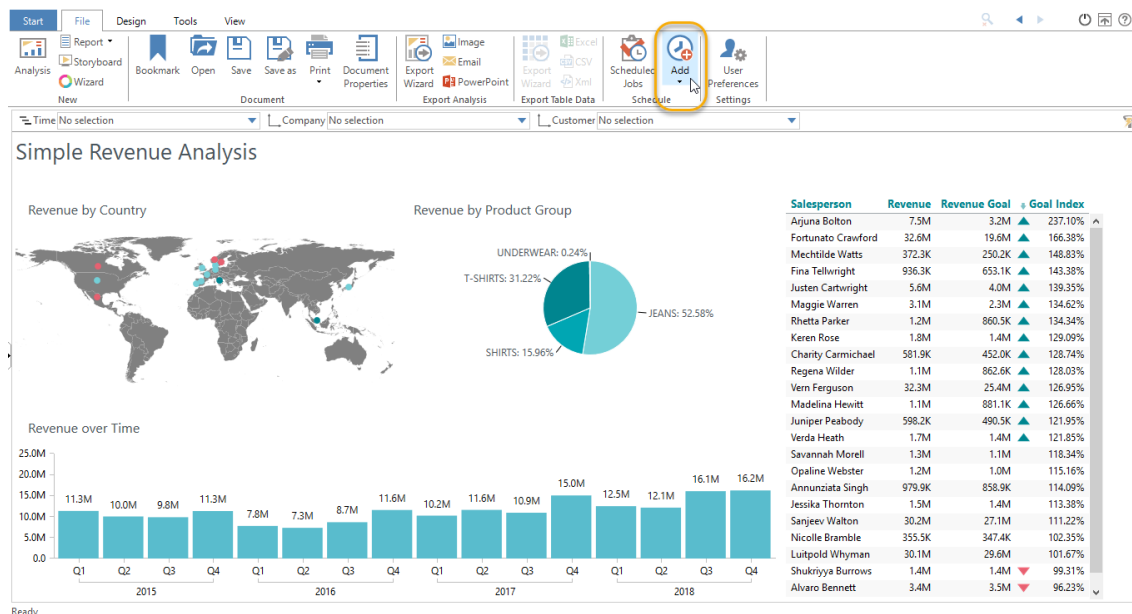 Start File Design Tools View
Analysis Report Storyboard Wizard Bookmark Open Save Save as Print Document Properties Export Wizard Image Email PowerPoint Export Wizard Excel CSV Xml Scheduled Jobs Add User Preferences
New Document Export Analysis Export Table Data Schedule Settings
Time No selection Company No selection Customer No selection
Simple Revenue Analysis
Revenue by Country
Revenue by Product Group
UNDERWEAR: 0.24%
T-SHIRTS: 31.22%
JEANS: 52.58%
SHIRTS: 15.96%
Salesperson Revenue Revenue Goal Goal Index
Arjuna Bolton 7.5M 3.2M 237.10%
Fortunato Crawford 32.6M 19.6M 166.38%
Mechtilde Watts 372.3K 250.2K 148.83%
Fina Tellwright 936.3K 653.1K 143.38%
Justen Cartwright 5.6M 4.0M 139.35%
Maggie Warren 3.1M 2.3M 134.62%
Rhetta Parker 1.2M 860.5K 134.34%
Keren Rose 1.8M 1.4M 129.09%
Charity Carmichael 581.9K 452.0K 128.74%
Regena Wilder 1.1M 862.6K 128.03%
Vern Ferguson 32.3M 25.4M 126.95%
Madelina Hewitt 1.1M 881.1K 126.66%
Juniper Peabody 598.2K 490.5K 121.95%
Verda Heath 1.7M 1.4M 121.85%
Savannah Morell 1.3M 1.1M 118.34%
Opaline Webster 1.2M 1.0M 115.16%
Annunziata Singh 979.9K 858.9K 114.09%
Jessika Thornton 1.5M 1.4M 113.38%
Sanjeev Walton 30.2M 27.1M 111.22%
Nicolle Bramble 355.5K 347.4K 102.35%
Luitpold Whyman 30.1M 29.6M 101.67%
Shukriyya Burrows 1.4M 1.4M 99.31%
Alvaro Bennett 3.4M 3.5M 96.23%
Revenue over Time
25.0M
20.0M
15.0M
10.0M
5.0M
0.0
11.3M 10.0M 9.8M 11.3M 7.8M 7.3M 8.7M 11.6M 10.2M 11.6M 10.9M 15.0M 12.5M 12.1M 16.1M 16.2M
Q1 Q2 Q3 Q4 Q1 Q2 Q3 Q4 Q1 Q2 Q3 Q4 Q1 Q2 Q3 Q4
2015 2016 2017 2018
Ready